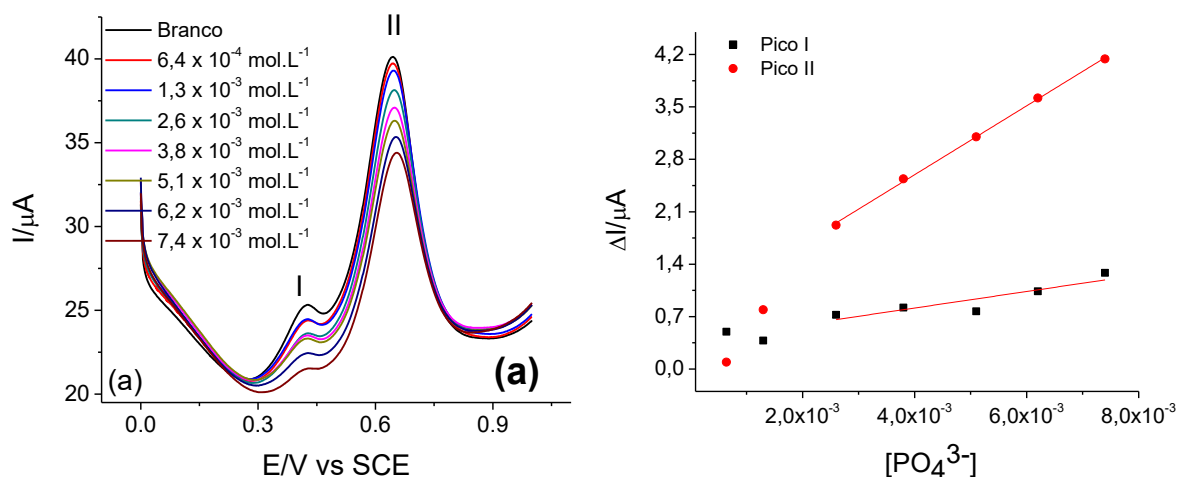 Branco
6,4 x 10⁻⁴ mol.L⁻¹
1,3 x 10⁻³ mol.L⁻¹
2,6 x 10⁻³ mol.L⁻¹
3,8 x 10⁻³ mol.L⁻¹
5,1 x 10⁻³ mol.L⁻¹
6,2 x 10⁻³ mol.L⁻¹
7,4 x 10⁻³ mol.L⁻¹
II
I
(a)
(a)
40
35
30
25
20
I/µA
0.0
0.3
0.6
0.9
E/V vs SCE
Pico I
Pico II
4,2
3,5
2,8
2,1
1,4
0,7
0,0
ΔI/µA
2,0x10⁻³
4,0x10⁻³
6,0x10⁻³
8,0x10⁻³
[PO₄³⁻]